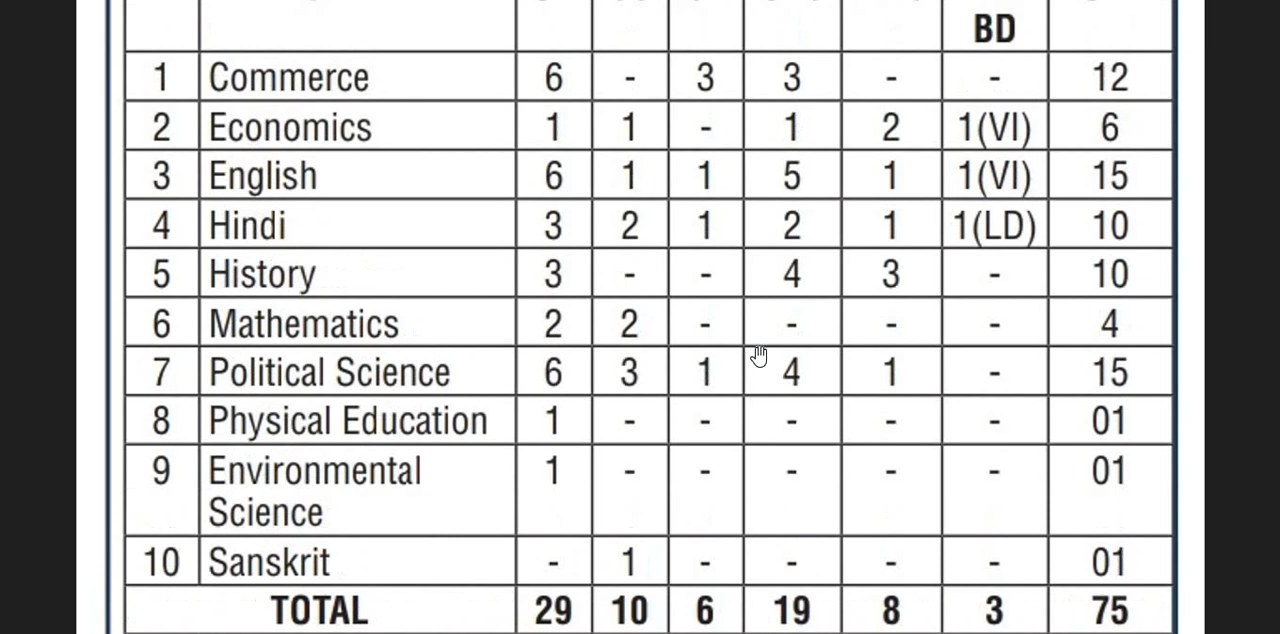 BD
1 Commerce 6 - 3 3 - - 12
2 Economics 1 1 - 1 2 1(VI) 6
3 English 6 1 1 5 1 1(VI) 15
4 Hindi 3 2 1 2 1 1(LD) 10
5 History 3 - - 4 3 - 10
6 Mathematics 2 2 - - - - 4
7 Political Science 6 3 1 4 1 - 15
8 Physical Education 1 - - - - - 01
9 Environmental 1 - - - - - 01
Science
10 Sanskrit - 1 - - - - 01
TOTAL 29 10 6 19 8 3 75